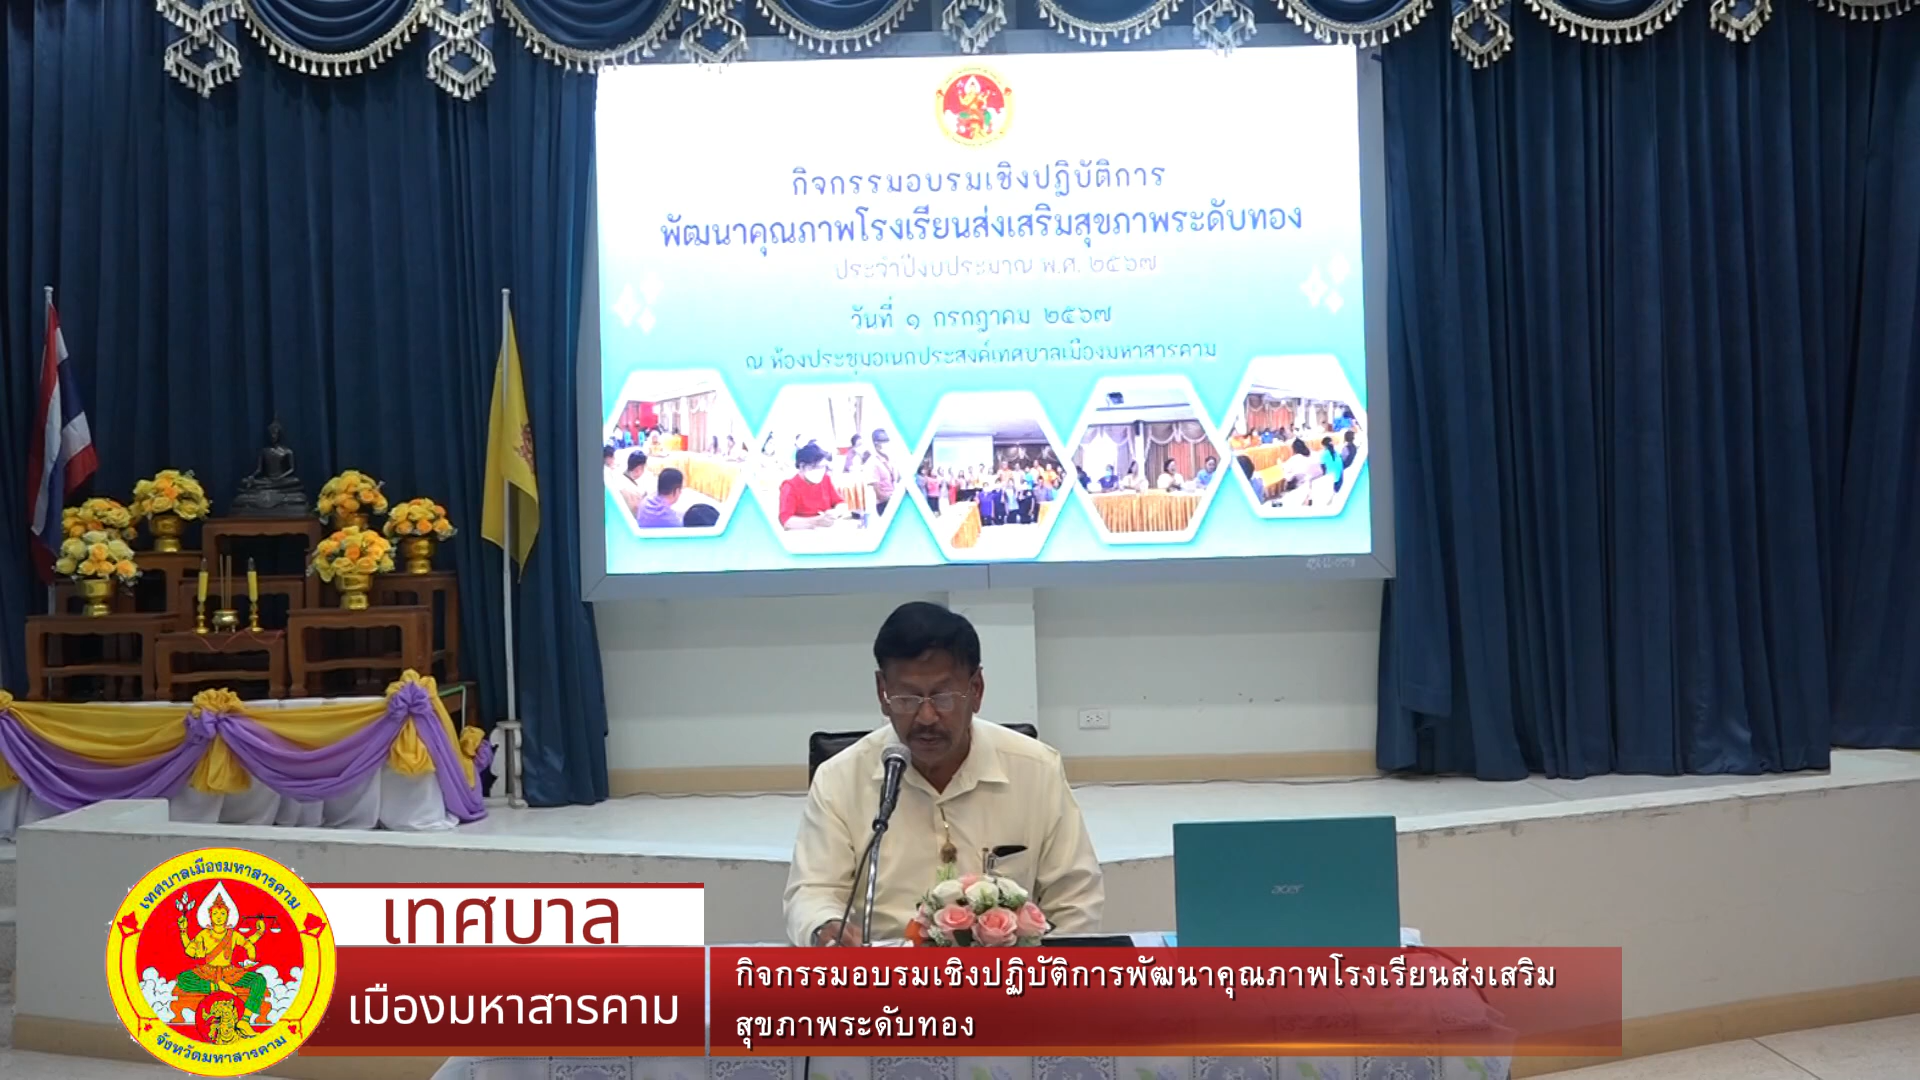 กิจกรรมอบรมเชิงปฏิบัติการ
พัฒนาคุณภาพโรงเรียนส่งเสริมสุขภาพระดับทอง
ประจำปีงบประมาณ พ.ศ. ๒๕๖๗
วันที่ ๑ กรกฎาคม ๒๕๖๗
ณ ห้องประชุมอเนกประสงค์เทศบาลเมืองมหาสารคาม
acer
เทศบาลเมืองมหาสารคาม
จังหวัดมหาสารคาม
เทศบาล
เมืองมหาสารคาม
กิจกรรมอบรมเชิงปฏิบัติการพัฒนาคุณภาพโรงเรียนส่งเสริม
สุขภาพระดับทอง